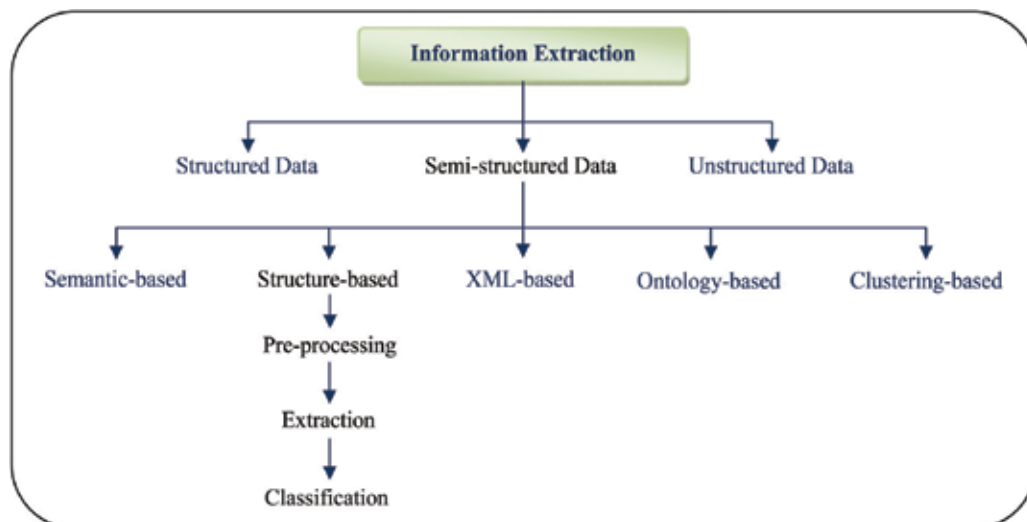 Information Extraction
Structured Data
Semi-structured Data
Unstructured Data
Semantic-based
Structure-based
XML-based
Ontology-based
Clustering-based
Pre-processing
Extraction
Classification